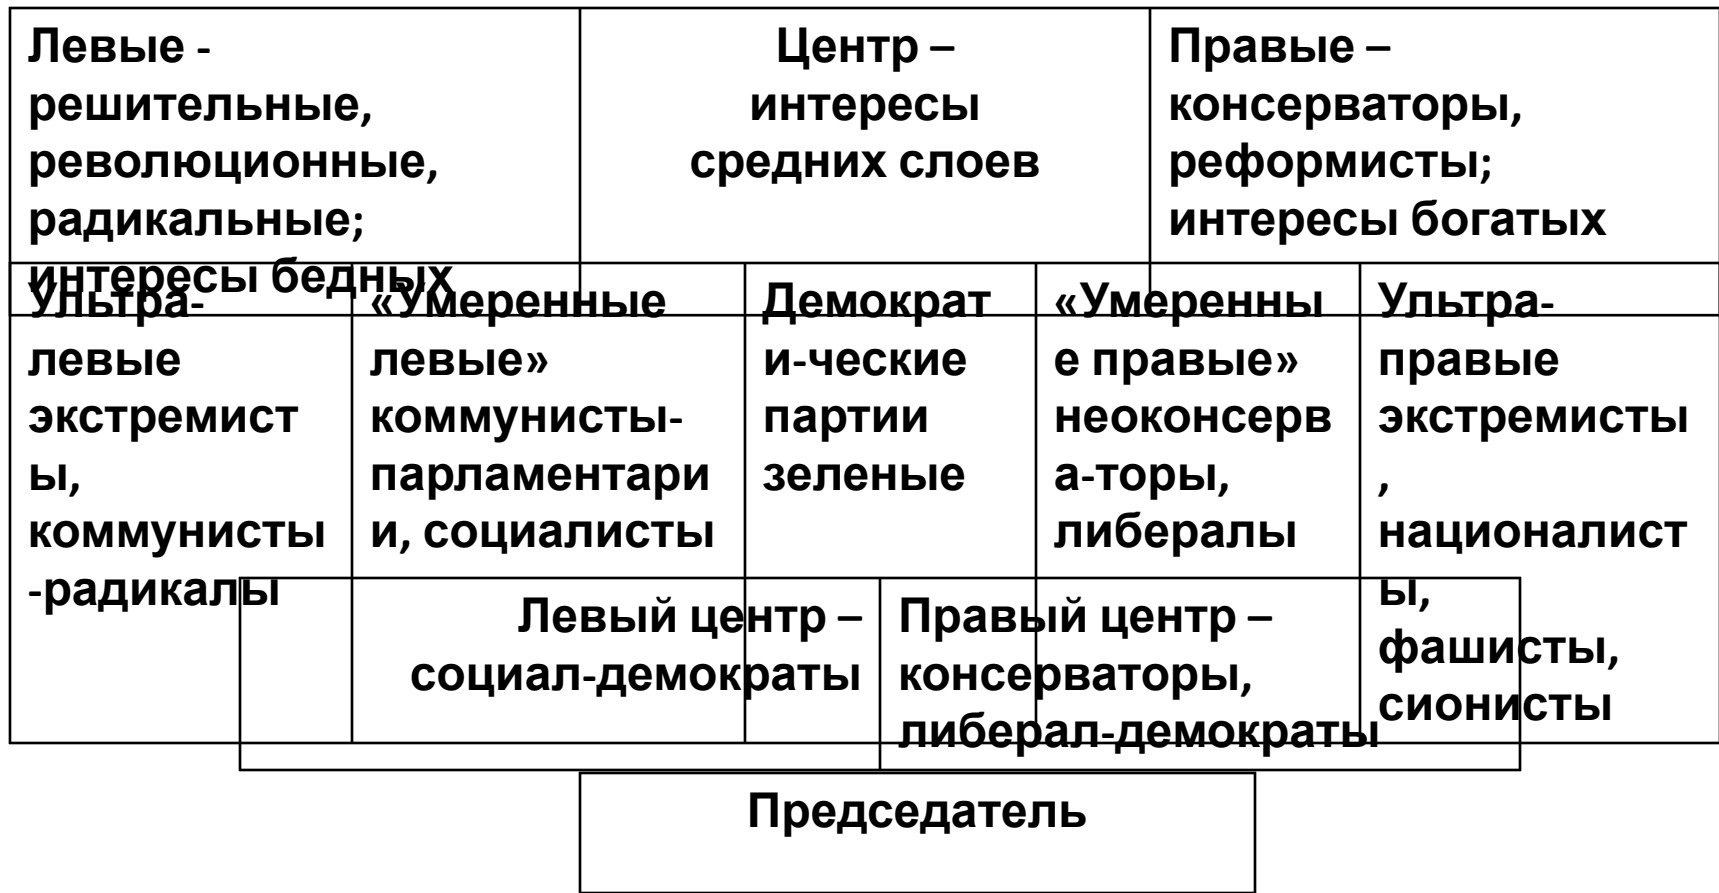 Левые -
решительные,
революционные,
радикальные;
интересы бедных
Центр –
интересы
средних слоев
Правые –
консерваторы,
реформисты;
интересы богатых
Ультра-
левые
экстремист
ы,
коммунисты
-радикалы
«Умеренные
левые»
коммунисты-
парламентари
и, социалисты
Демократ
и-ческие
партии
зеленые
«Умеренны
е правые»
неоконсерв
а-торы,
либералы
Ультра-
правые
экстремисты
,
националист
ы,
фашисты,
сионисты
Левый центр –
социал-демократы
Правый центр –
консерваторы,
либерал-демократы
Председатель